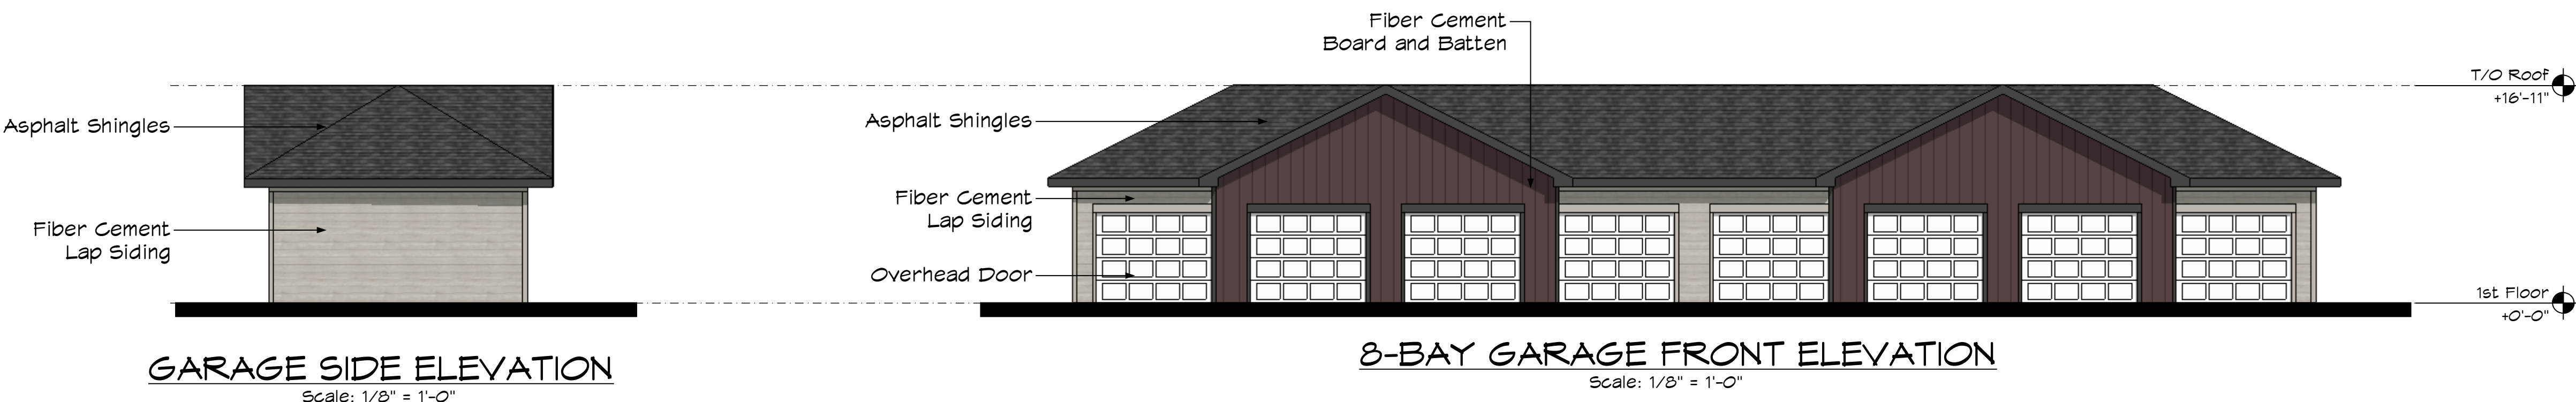 Asphalt Shingles
Fiber Cement
Lap Siding
GARAGE SIDE ELEVATION
Scale: 1/8" = 1'-0"
Fiber Cement
Board and Batten
Asphalt Shingles
Fiber Cement
Lap Siding
Overhead Door
8-BAY GARAGE FRONT ELEVATION
Scale: 1/8" = 1'-0"
T/O Roof
+16'-11"
1st Floor
+0'-0"